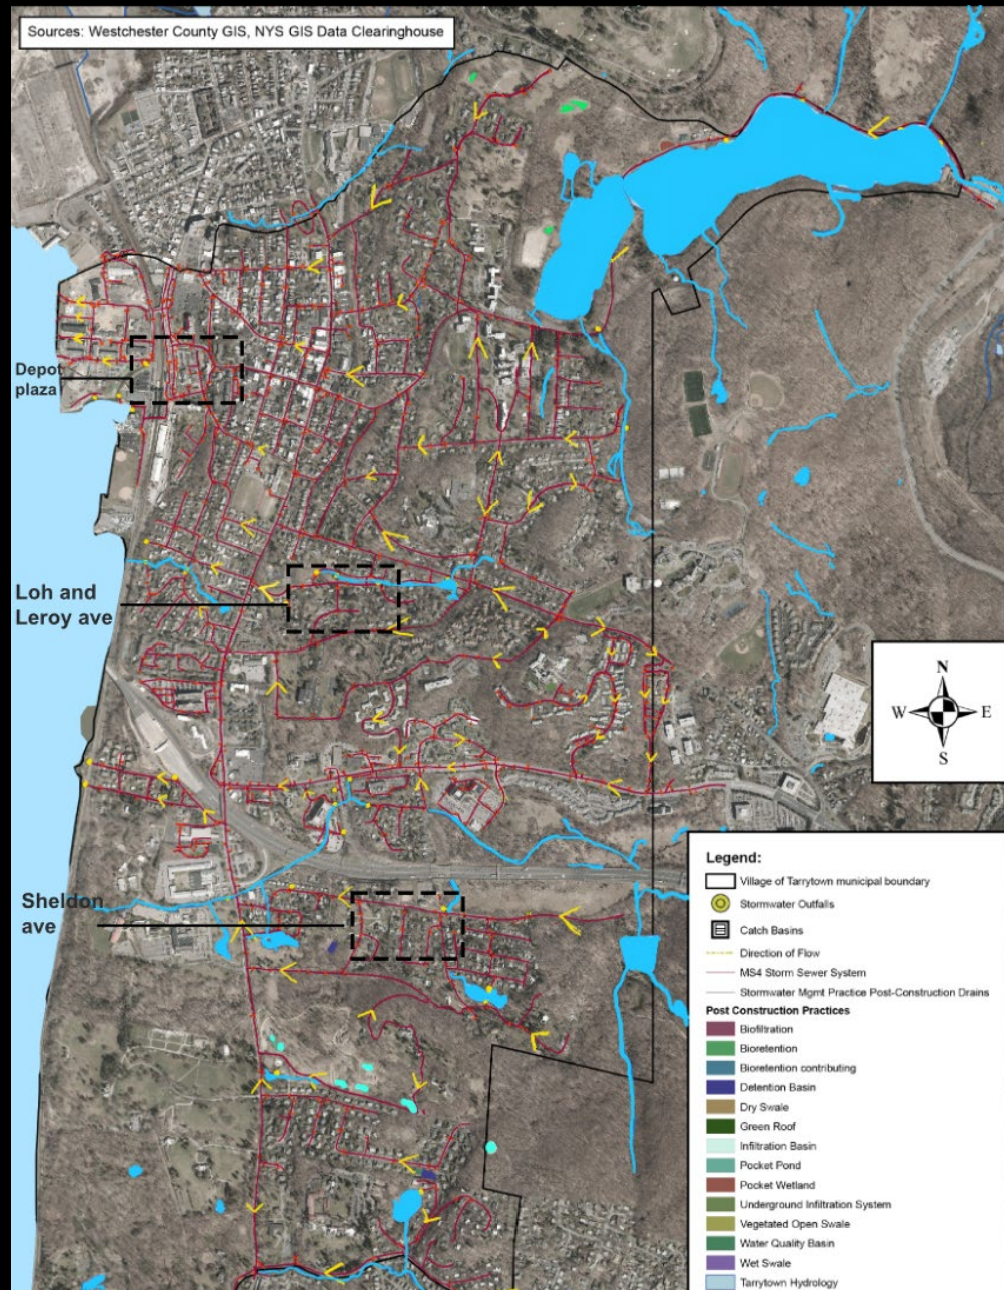 Sources: Westchester County GIS, NYS GIS Data Clearinghouse
Depot
plaza
Loh and
Leroy ave
N
W
E
S
Sheldon
ave
Legend:
Village of Tarrytown municipal boundary
Stormwater Outfalls
Catch Basins
Direction of Flow
MS4 Storm Sewer System
Stormwater Mgmt Practice Post-Construction Drains
Post Construction Practices
Biofiltration
Bioretention
Bioretention contributing
Detention Basin
Dry Swale
Green Roof
Infiltration Basin
Pocket Pond
Pocket Wetland
Underground Infiltration System
Vegetated Open Swale
Water Quality Basin
Wet Swale
Tarrytown Hydrology